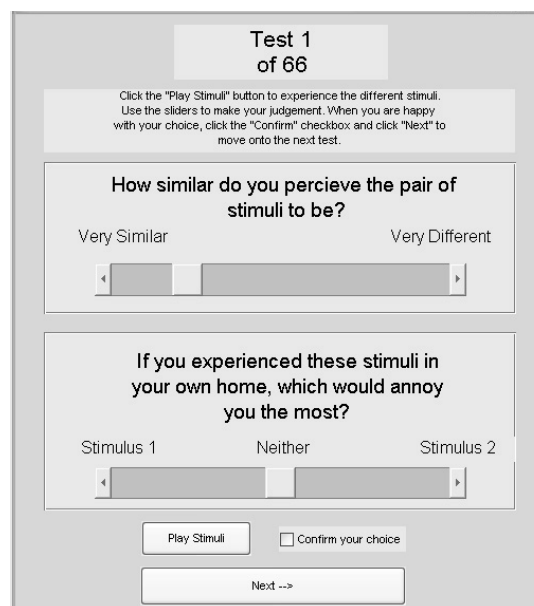 Test 1
of 66
Click the "Play Stimuli" button to experience the different stimuli.
Use the sliders to make your judgement. When you are happy
with your choice, click the "Confirm" checkbox and click "Next" to
move onto the next test.
How similar do you percieve the pair of
stimuli to be?
Very Similar Very Different
If you experienced these stimuli in
your own home, which would annoy
you the most?
Stimulus 1 Neither Stimulus 2
Play Stimuli Confirm your choice
Next -->